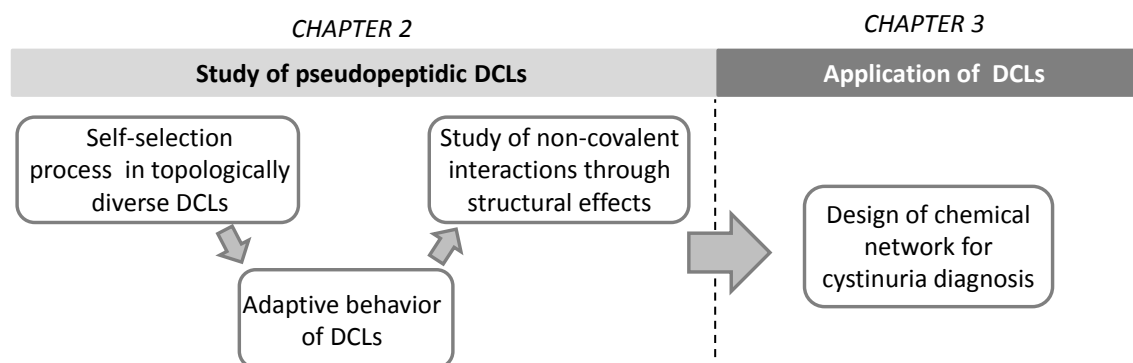 CHAPTER 2
CHAPTER 3
Study of pseudopeptidic DCLs
Application of DCLs
Self-selection
process in topologically
diverse DCLs
Study of non-covalent
interactions through
structural effects
Adaptive behavior
of DCLs
Design of chemical
network for
cystinuria diagnosis